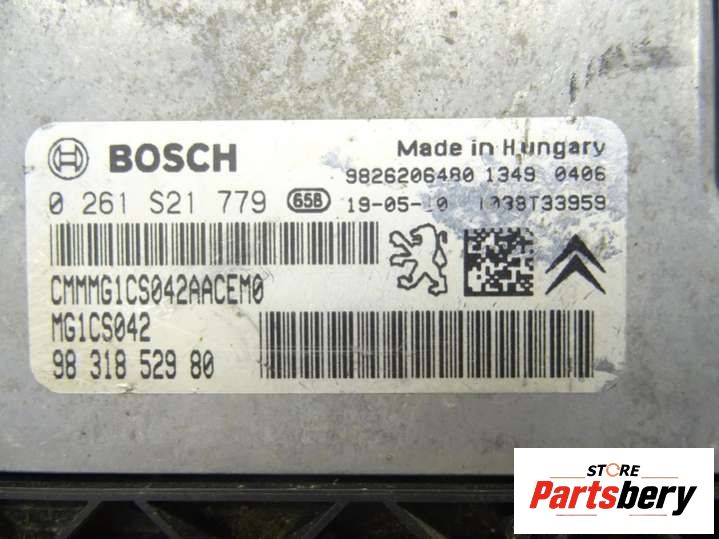 BOSCH
Made in Hungary
9826206480 1349 0406
0 261 S21 779 658 19-05-
CMMMG1CS042AACEM0
MG1CS042
98 318 529 80
STORE
Partsbery